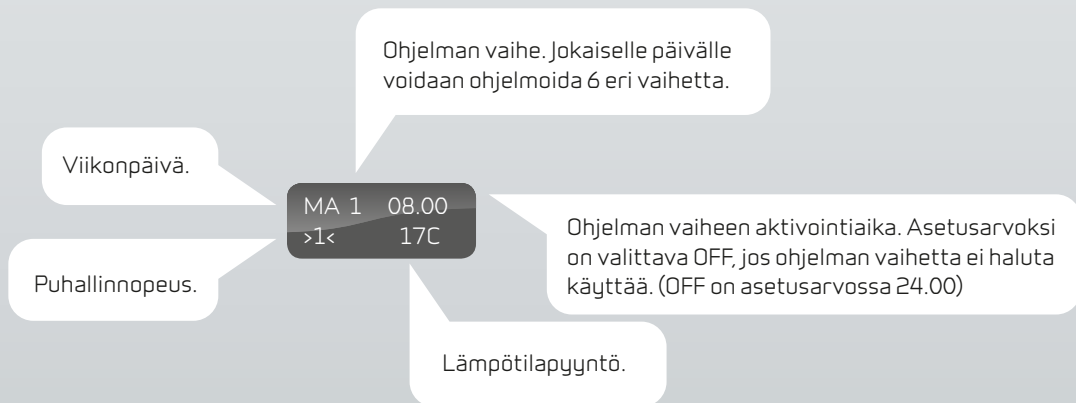 Ohjelman vaihe. Jokaiselle päivälle
voidaan ohjelmoida 6 eri vaihetta.
Viikonpäivä.
MA 1 08.00
>1< 17C
Ohjelman vaiheen aktivointiaika. Asetusarvoksi
on valittava OFF, jos ohjelman vaihetta ei haluta
käyttää. (OFF on asetusarvossa 24.00)
Puhallinnopeus.
Lämpötilapyyntö.